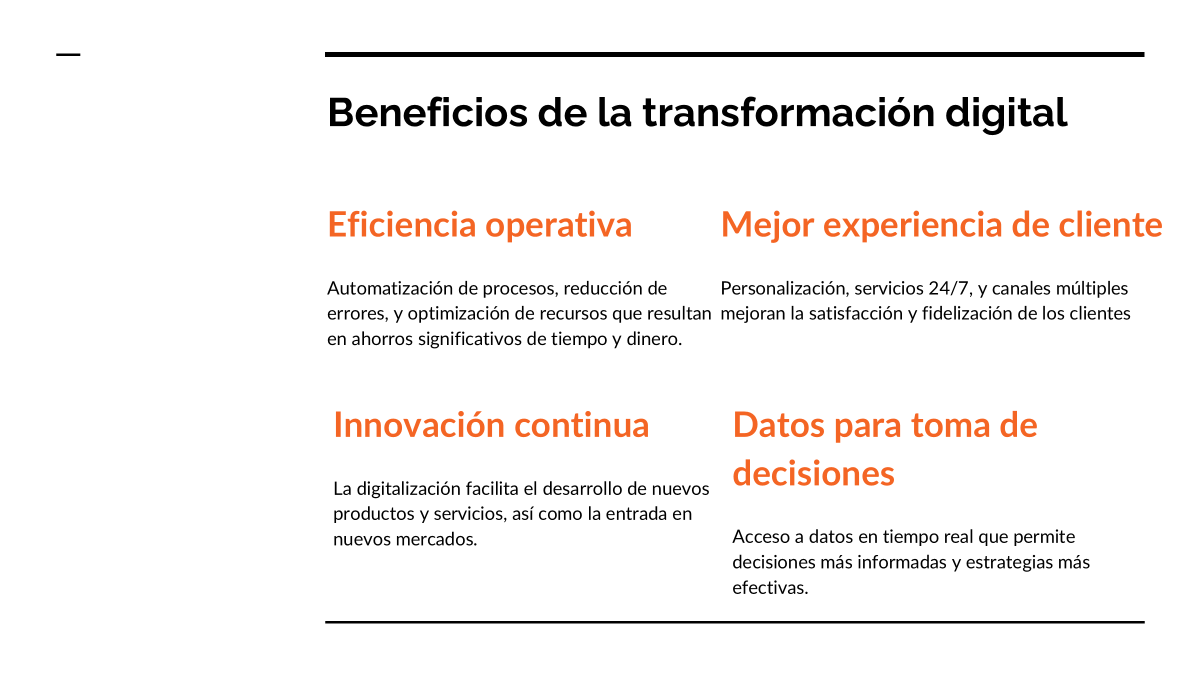 Beneficios de la transformación digital
Eficiencia operativa
Automatización de procesos, reducción de
errores, y optimización de recursos que resultan
en ahorros significativos de tiempo y dinero.
Mejor experiencia de cliente
Personalización, servicios 24/7, y canales múltiples
mejoran la satisfacción y fidelización de los clientes
Innovación continua
La digitalización facilita el desarrollo de nuevos
productos y servicios, así como la entrada en
nuevos mercados.
Datos para toma de
decisiones
Acceso a datos en tiempo real que permite
decisiones más informadas y estrategias más
efectivas.